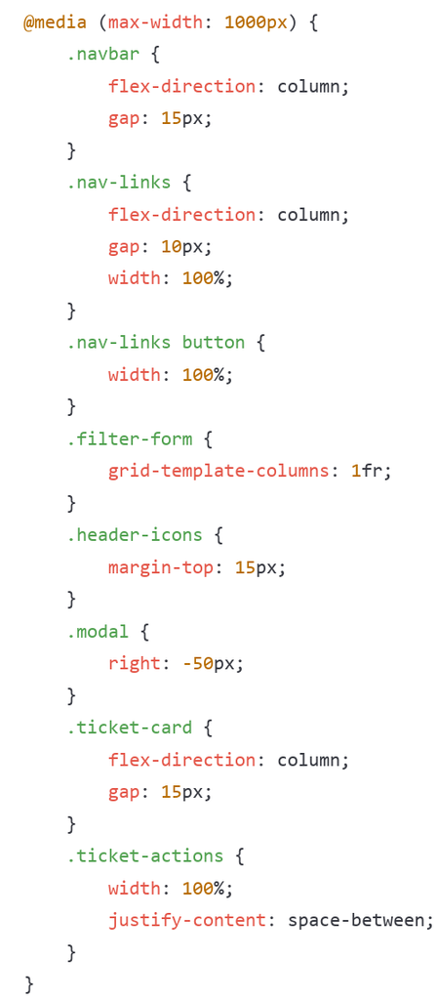 @media (max-width: 1000px) {
    .navbar {
        flex-direction: column;
        gap: 15px;
    }
    .nav-links {
        flex-direction: column;
        gap: 10px;
        width: 100%;
    }
    .nav-links button {
        width: 100%;
    }
    .filter-form {
        grid-template-columns: 1fr;
    }
    .header-icons {
        margin-top: 15px;
    }
    .modal {
        right: -50px;
    }
    .ticket-card {
        flex-direction: column;
        gap: 15px;
    }
    .ticket-actions {
        width: 100%;
        justify-content: space-between;
    }
}